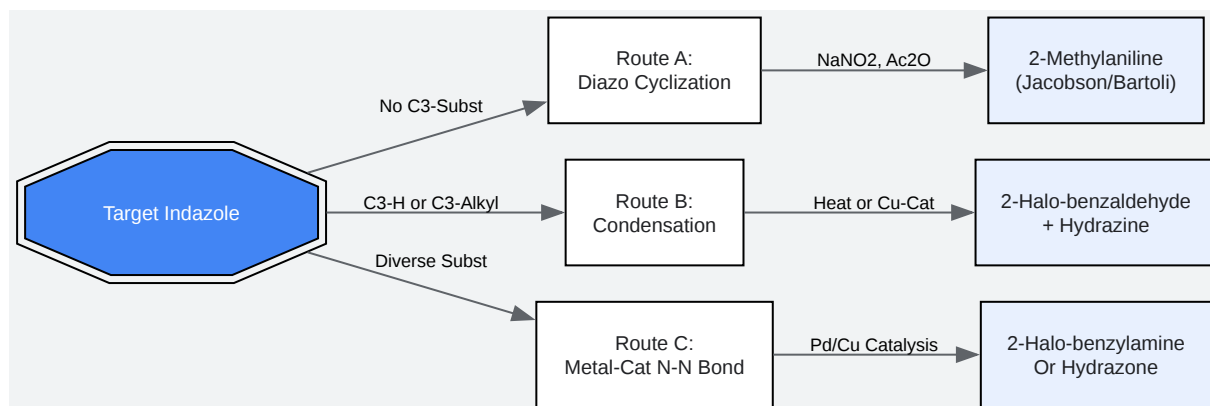 Target Indazole
No C3-Subst
Route A:
Diazo Cyclization
NaNO2, Ac2O
2-Methylaniline
(Jacobson/Bartoli)
C3-H or C3-Alkyl
Route B:
Condensation
Heat or Cu-Cat
2-Halo-benzaldehyde
+ Hydrazine
Diverse Subst
Route C:
Metal-Cat N-N Bond
Pd/Cu Catalysis
2-Halo-benzylamine
Or Hydrazone